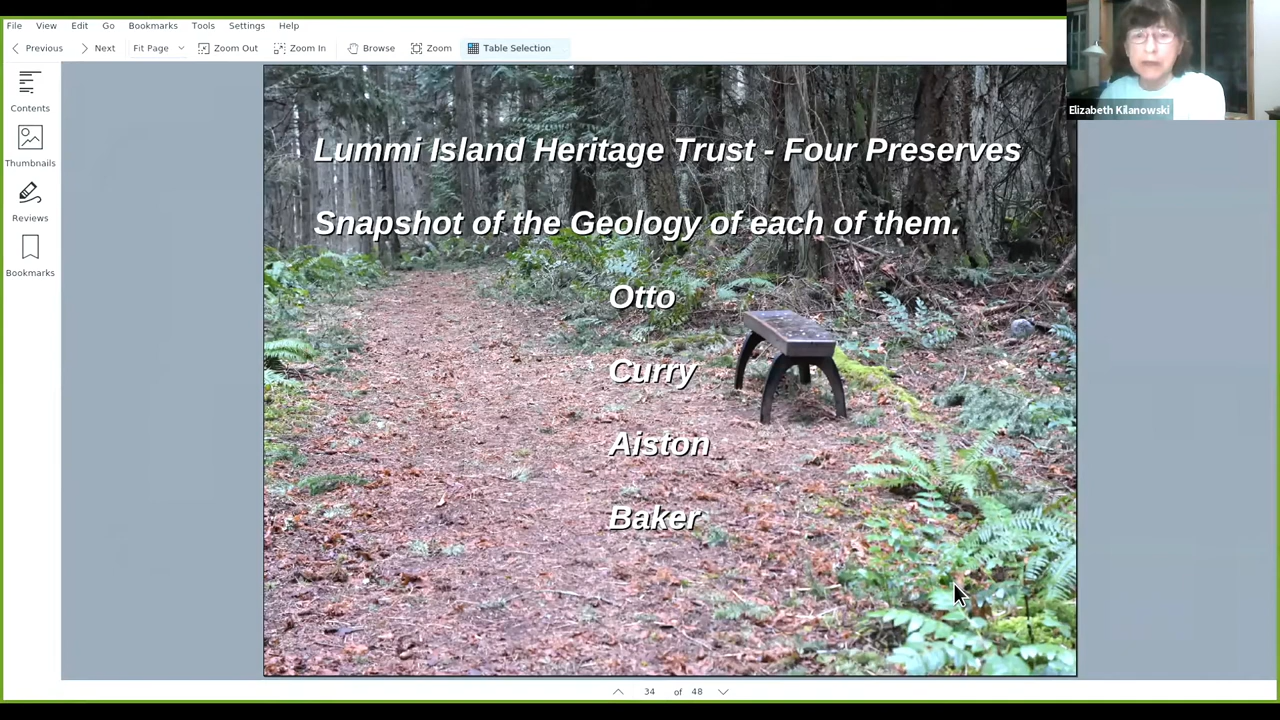 File View Edit Go Bookmarks Tools Settings Help
Previous Next Fit Page Zoom Out Zoom In Browse Zoom Table Selection
Contents
Thumbnails
Reviews
Bookmarks
Elizabeth Kilanowski
Lummi Island Heritage Trust - Four Preserves
Snapshot of the Geology of each of them.
Otto
Curry
Aiston
Baker
34 of 48